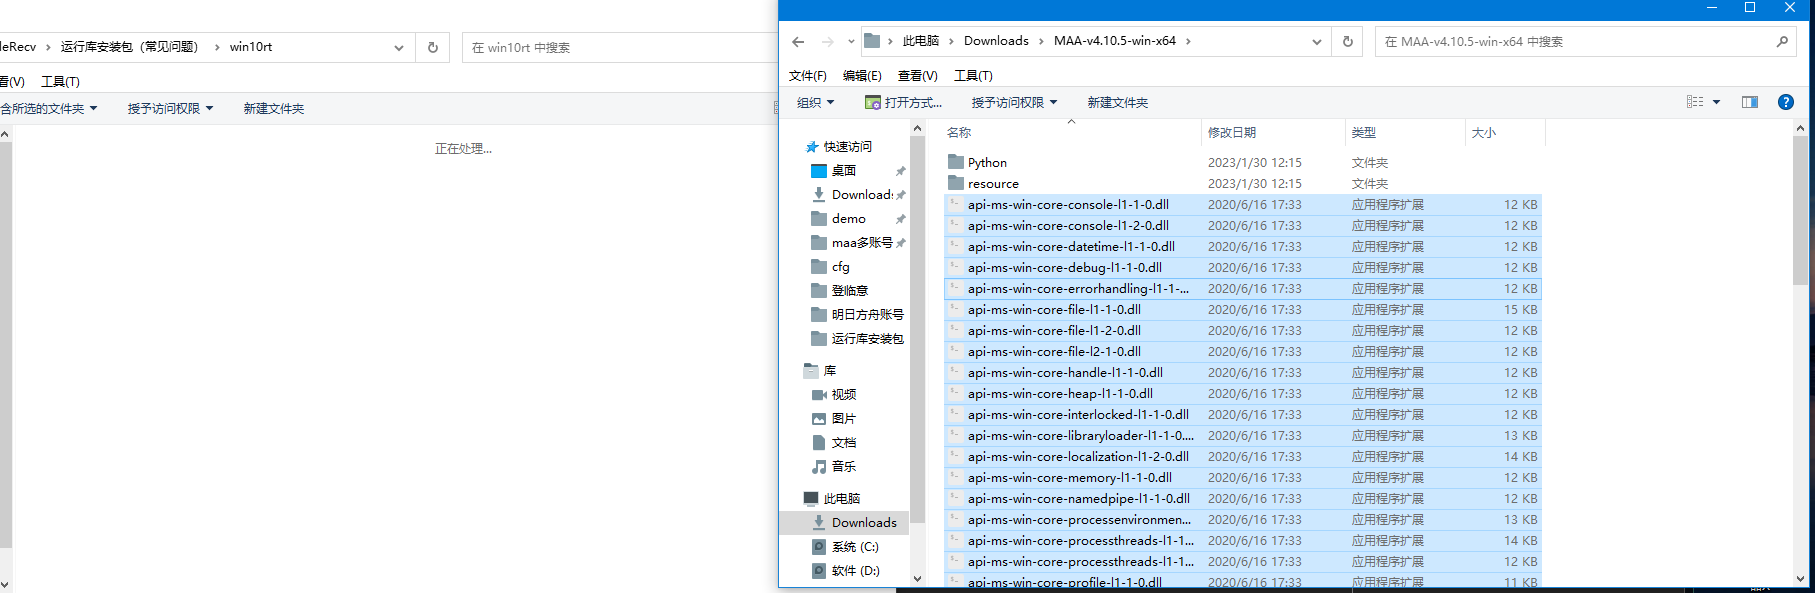 leRecv › 运行库安装包（常见问题） › win10rt
在 win10rt 中搜索
看(V) 工具(T)
含所选的文件夹 授予访问权限 新建文件夹
正在处理...
此电脑 › Downloads › MAA-v4.10.5-win-x64 ›
在 MAA-v4.10.5-win-x64 中搜索
文件(F) 编辑(E) 查看(V) 工具(T)
组织 打开方式... 授予访问权限 新建文件夹
快速访问
桌面
Downloads
demo
maa多账号
cfg
登临意
明日方舟账号
运行库安装包
库
视频
图片
文档
音乐
此电脑
Downloads
系统 (C:)
软件 (D:)
名称 修改日期 类型 大小
Python 2023/1/30 12:15 文件夹
resource 2023/1/30 12:15 文件夹
api-ms-win-core-console-l1-1-0.dll 2020/6/16 17:33 应用程序扩展 12 KB
api-ms-win-core-console-l1-2-0.dll 2020/6/16 17:33 应用程序扩展 12 KB
api-ms-win-core-datetime-l1-1-0.dll 2020/6/16 17:33 应用程序扩展 12 KB
api-ms-win-core-debug-l1-1-0.dll 2020/6/16 17:33 应用程序扩展 12 KB
api-ms-win-core-errorhandling-l1-1-... 2020/6/16 17:33 应用程序扩展 12 KB
api-ms-win-core-file-l1-1-0.dll 2020/6/16 17:33 应用程序扩展 15 KB
api-ms-win-core-file-l1-2-0.dll 2020/6/16 17:33 应用程序扩展 12 KB
api-ms-win-core-file-l2-1-0.dll 2020/6/16 17:33 应用程序扩展 12 KB
api-ms-win-core-handle-l1-1-0.dll 2020/6/16 17:33 应用程序扩展 12 KB
api-ms-win-core-heap-l1-1-0.dll 2020/6/16 17:33 应用程序扩展 12 KB
api-ms-win-core-interlocked-l1-1-0.dll 2020/6/16 17:33 应用程序扩展 12 KB
api-ms-win-core-libraryloader-l1-1-0.... 2020/6/16 17:33 应用程序扩展 13 KB
api-ms-win-core-localization-l1-2-0.dll 2020/6/16 17:33 应用程序扩展 14 KB
api-ms-win-core-memory-l1-1-0.dll 2020/6/16 17:33 应用程序扩展 12 KB
api-ms-win-core-namedpipe-l1-1-0.dll 2020/6/16 17:33 应用程序扩展 12 KB
api-ms-win-core-processenvironmen... 2020/6/16 17:33 应用程序扩展 13 KB
api-ms-win-core-processthreads-l1-1... 2020/6/16 17:33 应用程序扩展 14 KB
api-ms-win-core-processthreads-l1-1... 2020/6/16 17:33 应用程序扩展 12 KB
api-ms-win-core-profile-l1-1-0.dll 2020/6/16 17:33 应用程序扩展 11 KB